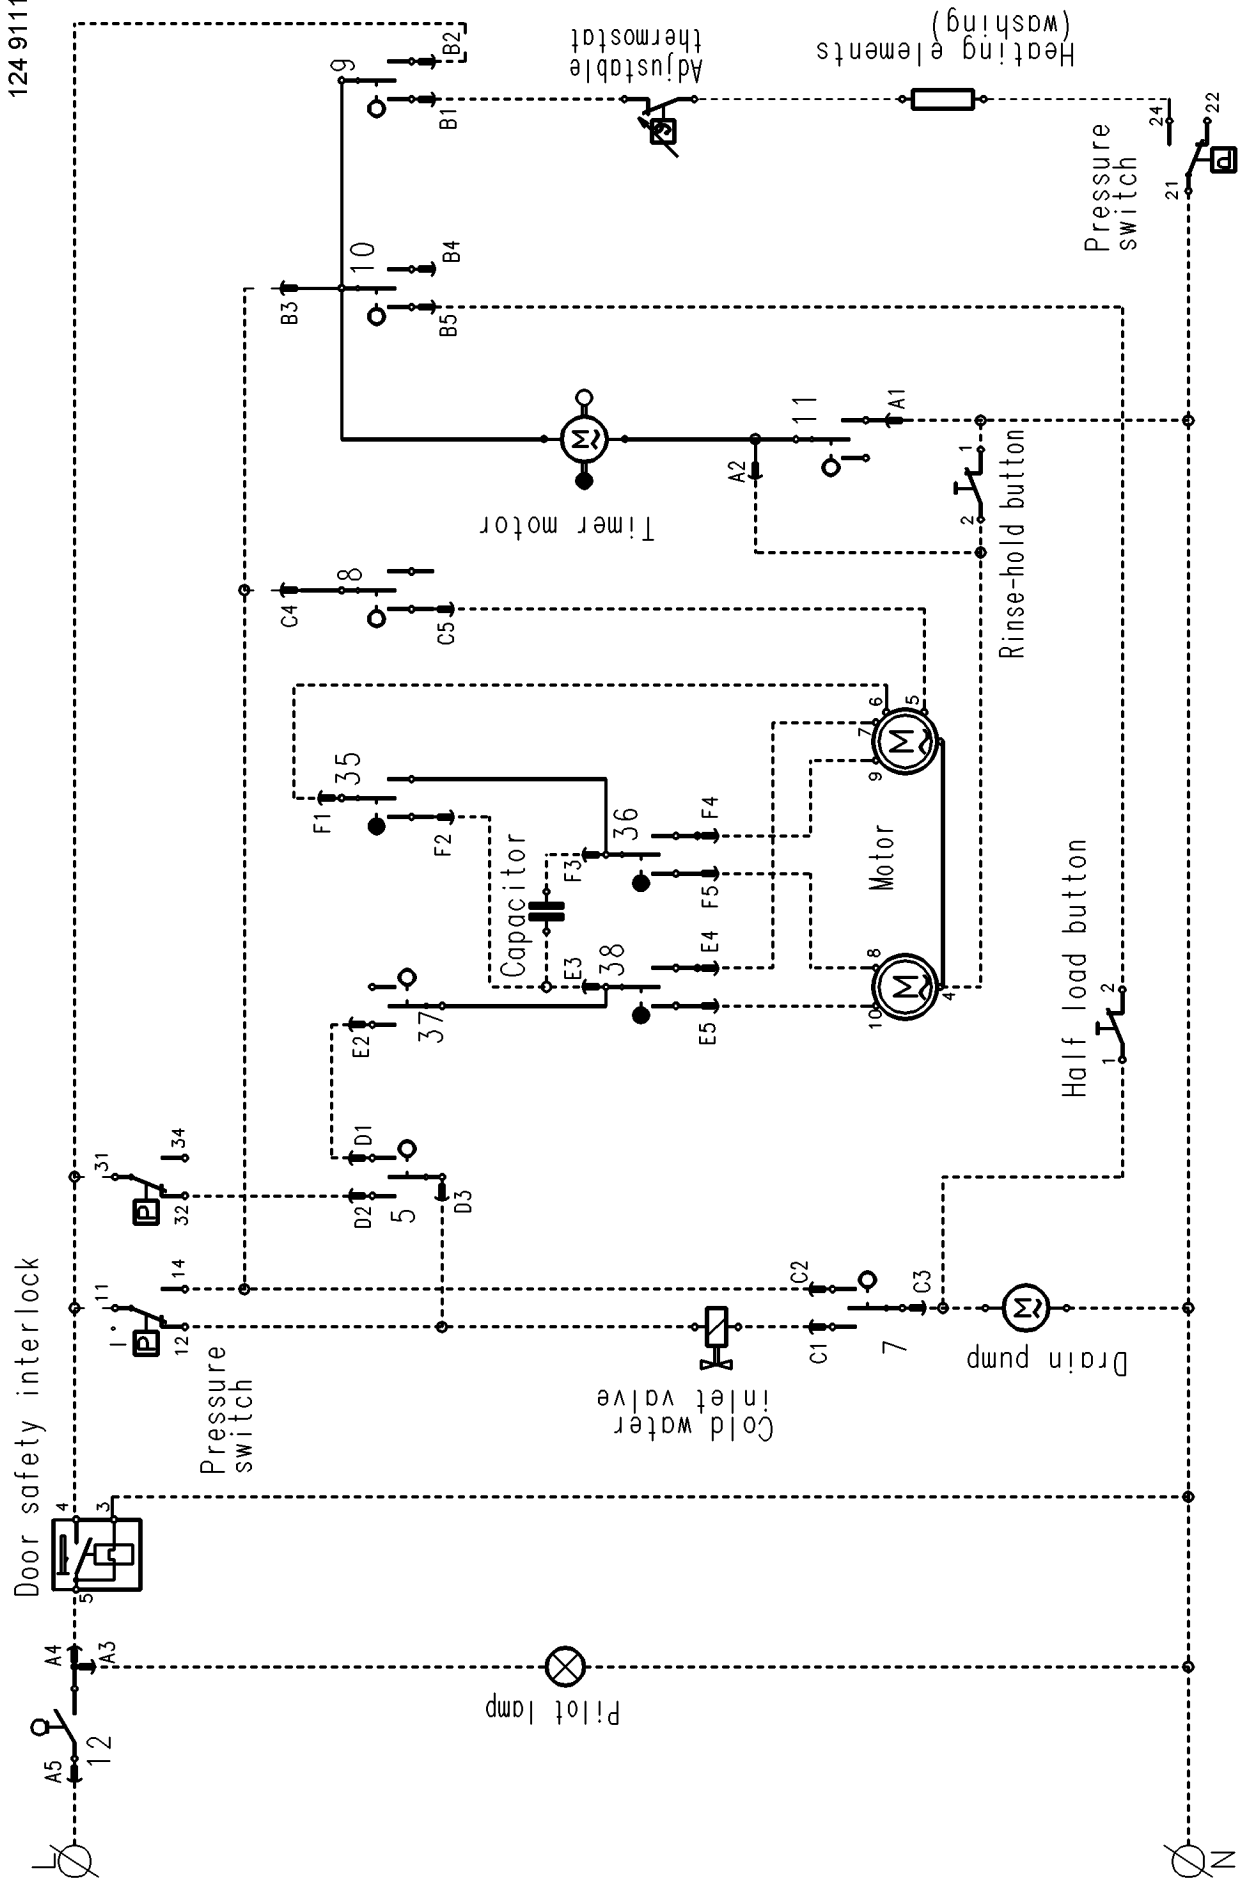 124 9111
Door safety interlock
L
A5
12
A4
A3
5
4
3
Pilot lamp
Pressure
switch
1°
11
12
14
31
32
34
Cold water
inlet valve
C1
C2
7
C3
Drain pump
D2
D1
5
D3
E2
37
Capacitor
E3
38
E5
E4
F1
35
F2
F3
36
F5
F4
Motor
10
8
4
9
7
6
5
C4
8
C5
Timer motor
A2
11
A1
Rinse-hold button
2
1
Half load button
1
2
B3
10
B5
B4
9
B1
B2
Adjustable
thermostat
Heating elements
(washing)
Pressure
switch
21
24
22
N